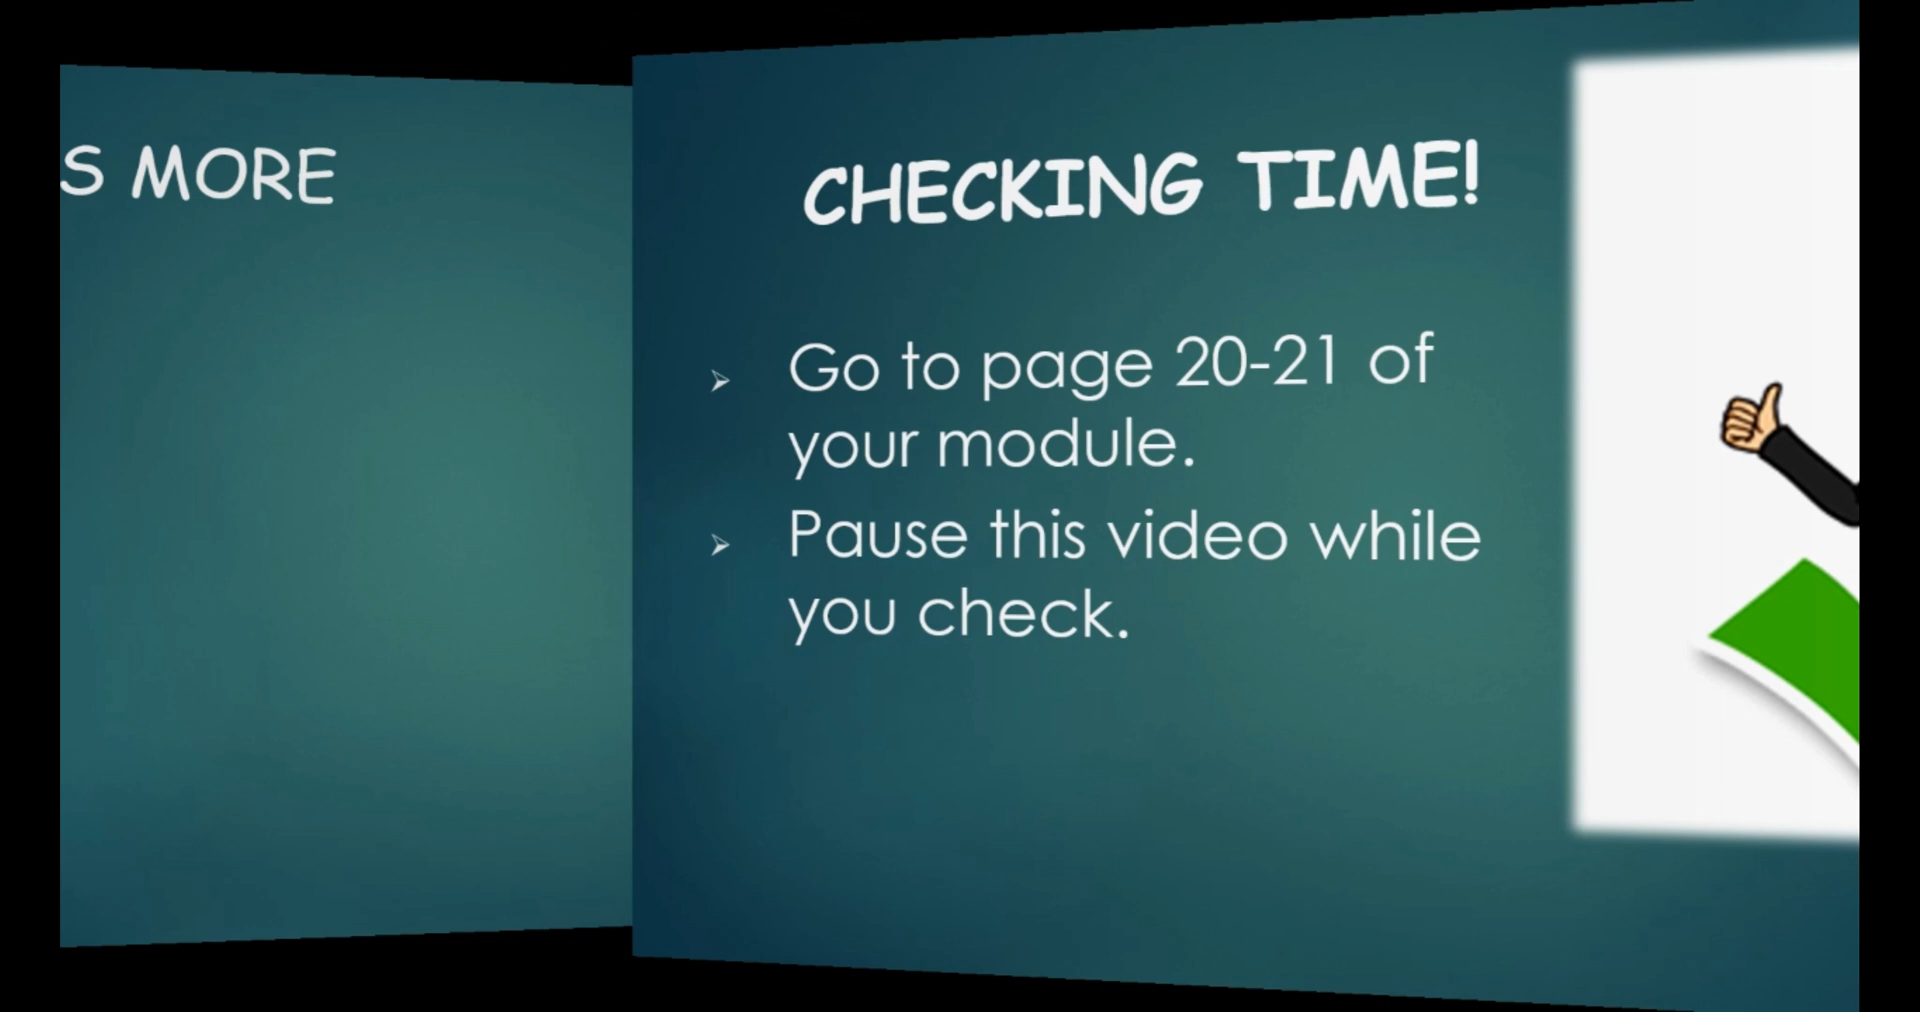 S MORE
CHECKING TIME!
Go to page 20-21 of
your module.
Pause this video while
you check.